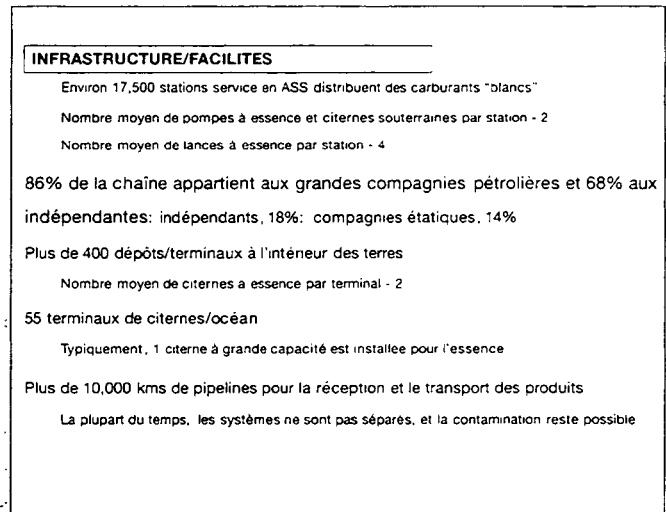 INFRASTRUCTURE/FACILITES
Environ 17,500 stations service en ASS distribuent des carburants "blancs"
Nombre moyen de pompes à essence et citernes souterraines par station - 2
Nombre moyen de lances à essence par station - 4
86% de la chaîne appartient aux grandes compagnies pétrolières et 68% aux
indépendantes: indépendants, 18%: compagnies étatiques, 14%
Plus de 400 dépôts/terminaux à l'intérieur des terres
Nombre moyen de citernes a essence par terminal - 2
55 terminaux de citernes/océan
Typiquement, 1 citerne à grande capacité est installee pour l'essence
Plus de 10,000 kms de pipelines pour la réception et le transport des produits
La plupart du temps, les systèmes ne sont pas séparés, et la contamination reste possible